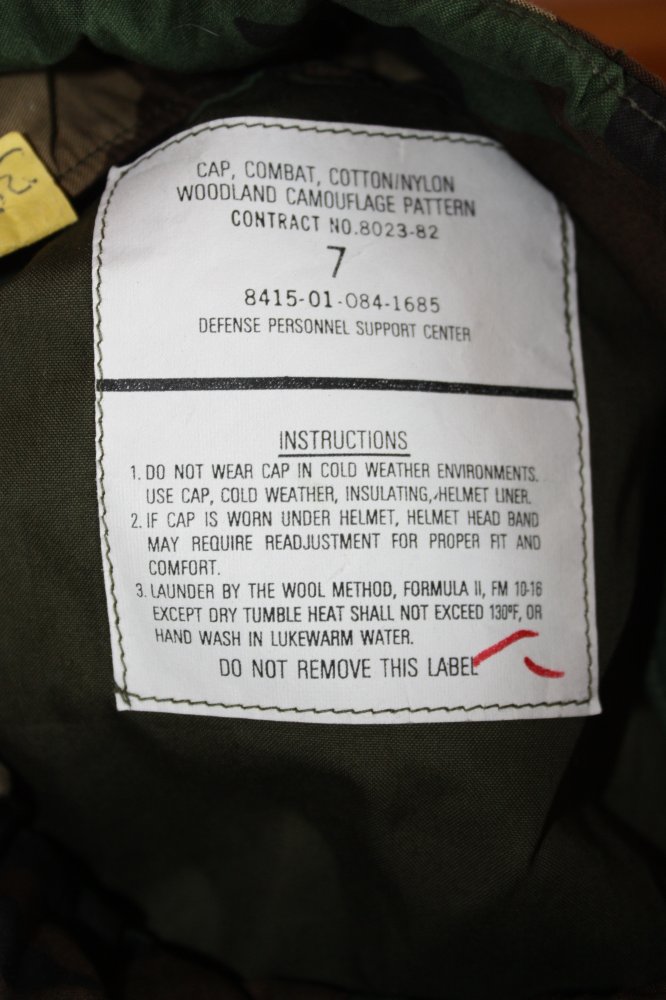 CAP, COMBAT, COTTON/NYLON
WOODLAND CAMOUFLAGE PATTERN
CONTRACT NO.8023-82
7
8415-01-084-1685
DEFENSE PERSONNEL SUPPORT CENTER
INSTRUCTIONS
1. DO NOT WEAR CAP IN COLD WEATHER ENVIRONMENTS.
USE CAP, COLD WEATHER, INSULATING, HELMET LINER.
2. IF CAP IS WORN UNDER HELMET, HELMET HEAD BAND
MAY REQUIRE READJUSTMENT FOR PROPER FIT AND
COMFORT.
3. LAUNDER BY THE WOOL METHOD, FORMULA II, FM 10-16
EXCEPT DRY TUMBLE HEAT SHALL NOT EXCEED 130°F, OR
HAND WASH IN LUKEWARM WATER.
DO NOT REMOVE THIS LABEL